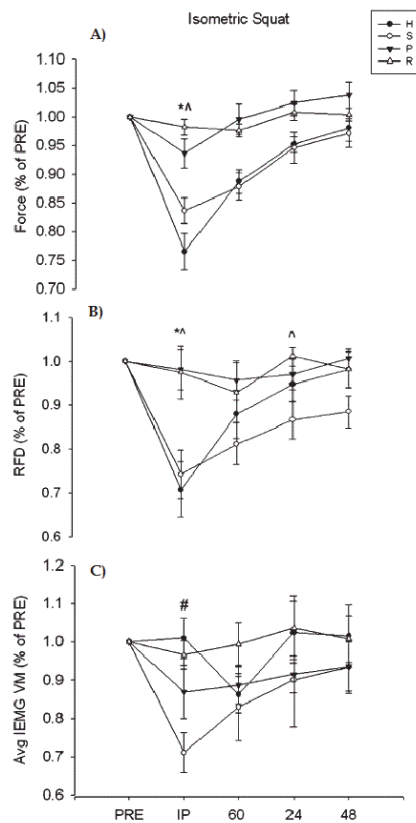 Isometric Squat
H
S
P
R
A)
*^
Force (% of PRE)
1.10
1.05
1.00
0.95
0.90
0.85
0.80
0.75
0.70
B)
*^
^
RFD (% of PRE)
1.1
1.0
0.9
0.8
0.7
0.6
C)
#
Avg IEMG VM (% of PRE)
1.2
1.1
1.0
0.9
0.8
0.7
0.6
PRE IP 60 24 48